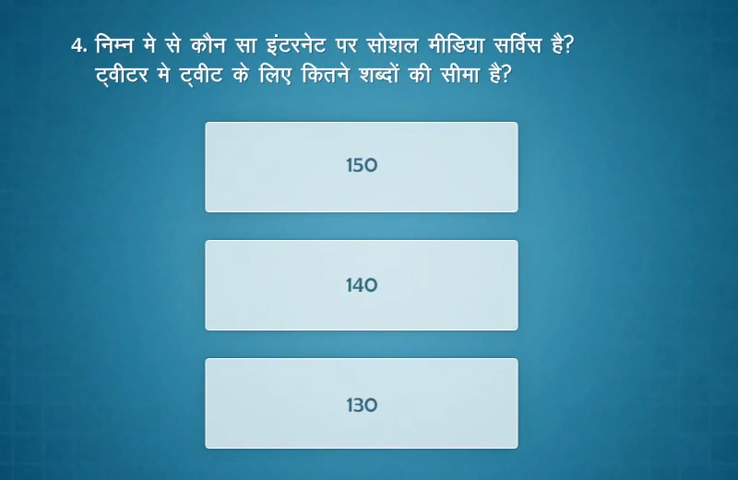 4. निम्न मे से कौन सा इंटरनेट पर सोशल मीडिया सर्विस है?
ट्वीटर मे ट्वीट के लिए कितने शब्दों की सीमा है?
150
140
130